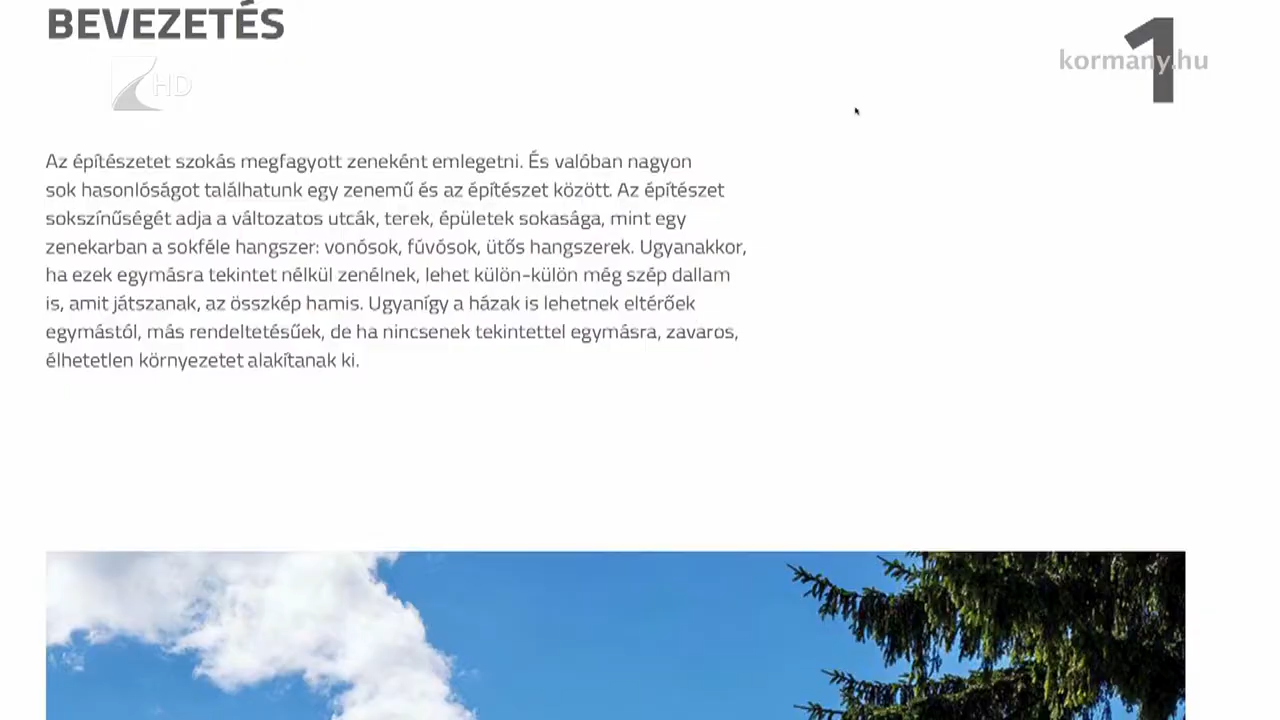 BEVEZETÉS
1
kormany.hu
HD
Az építészetet szokás megfagyott zeneként emlegetni. És valóban nagyon
sok hasonlóságot találhatunk egy zenemű és az építészet között. Az építészet
sokszínűségét adja a változatos utcák, terek, épületek sokasága, mint egy
zenekarban a sokféle hangszer: vonósok, fúvósok, ütős hangszerek. Ugyanakkor,
ha ezek egymásra tekintet nélkül zenélnek, lehet külön-külön még szép dallam
is, amit játszanak, az összkép hamis. Ugyanígy a házak is lehetnek eltérőek
egymástól, más rendeltetésűek, de ha nincsenek tekintettel egymásra, zavaros,
élhetetlen környezetet alakítanak ki.